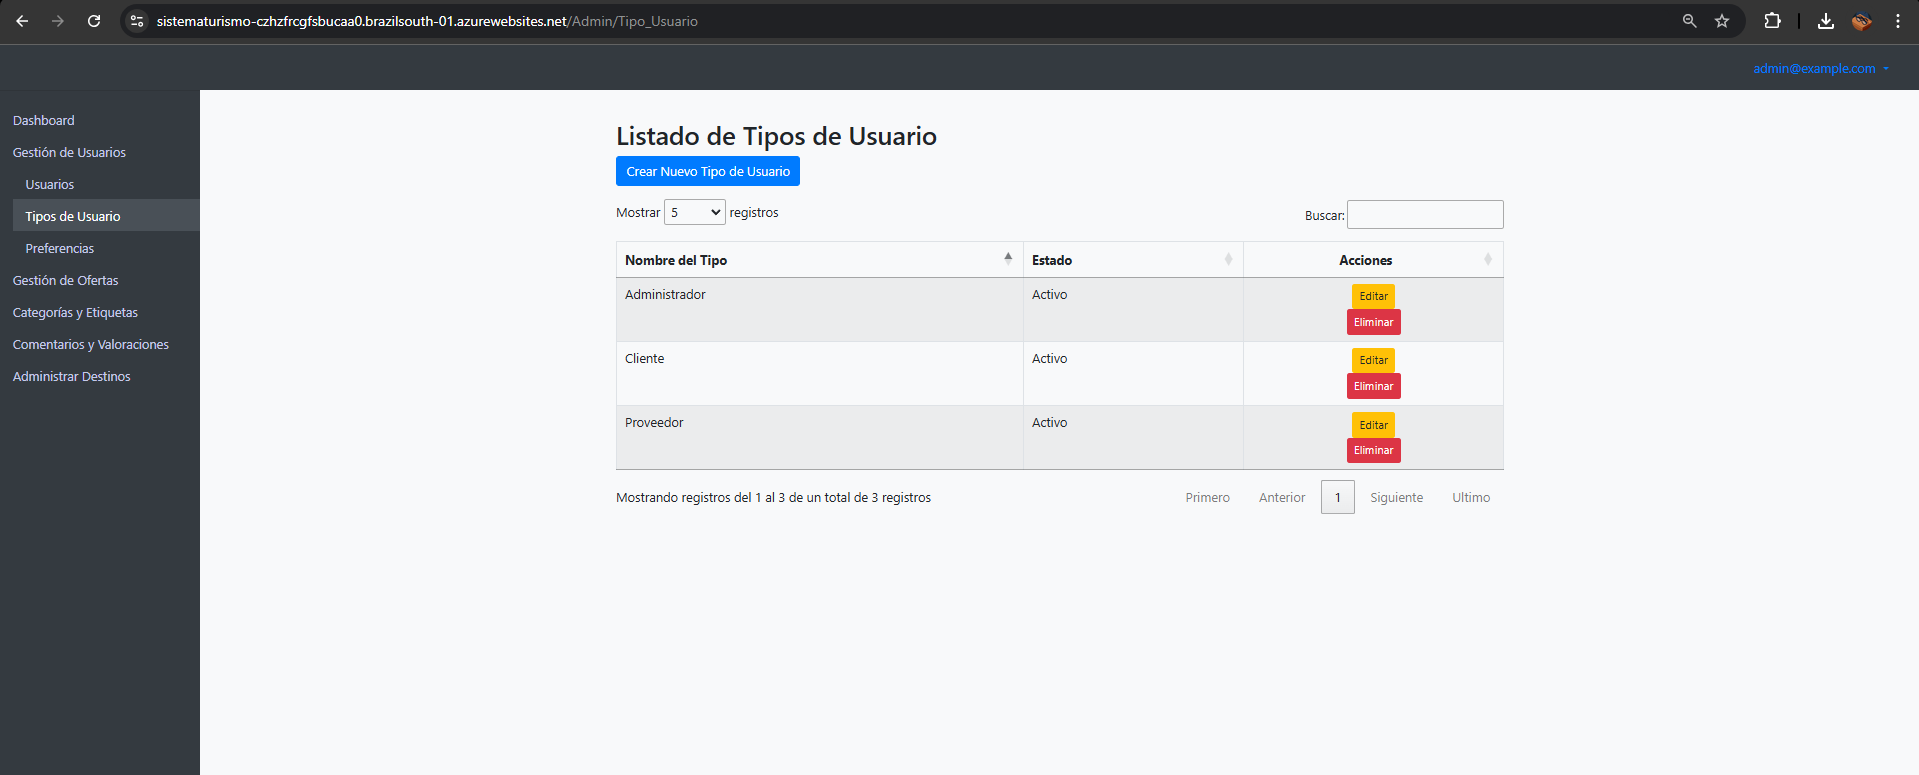 sistematurismo-czhzfrcgfsbucaa0.brazilsouth-01.azurewebsites.net/Admin/Tipo_Usuario
admin@example.com
Dashboard
Gestión de Usuarios
Usuarios
Tipos de Usuario
Preferencias
Gestión de Ofertas
Categorías y Etiquetas
Comentarios y Valoraciones
Administrar Destinos
Listado de Tipos de Usuario
Crear Nuevo Tipo de Usuario
Mostrar 5 registros
Buscar:
Nombre del Tipo Estado Acciones
Administrador Activo Editar
Eliminar
Cliente Activo Editar
Eliminar
Proveedor Activo Editar
Eliminar
Mostrando registros del 1 al 3 de un total de 3 registros
Primero Anterior 1 Siguiente Ultimo